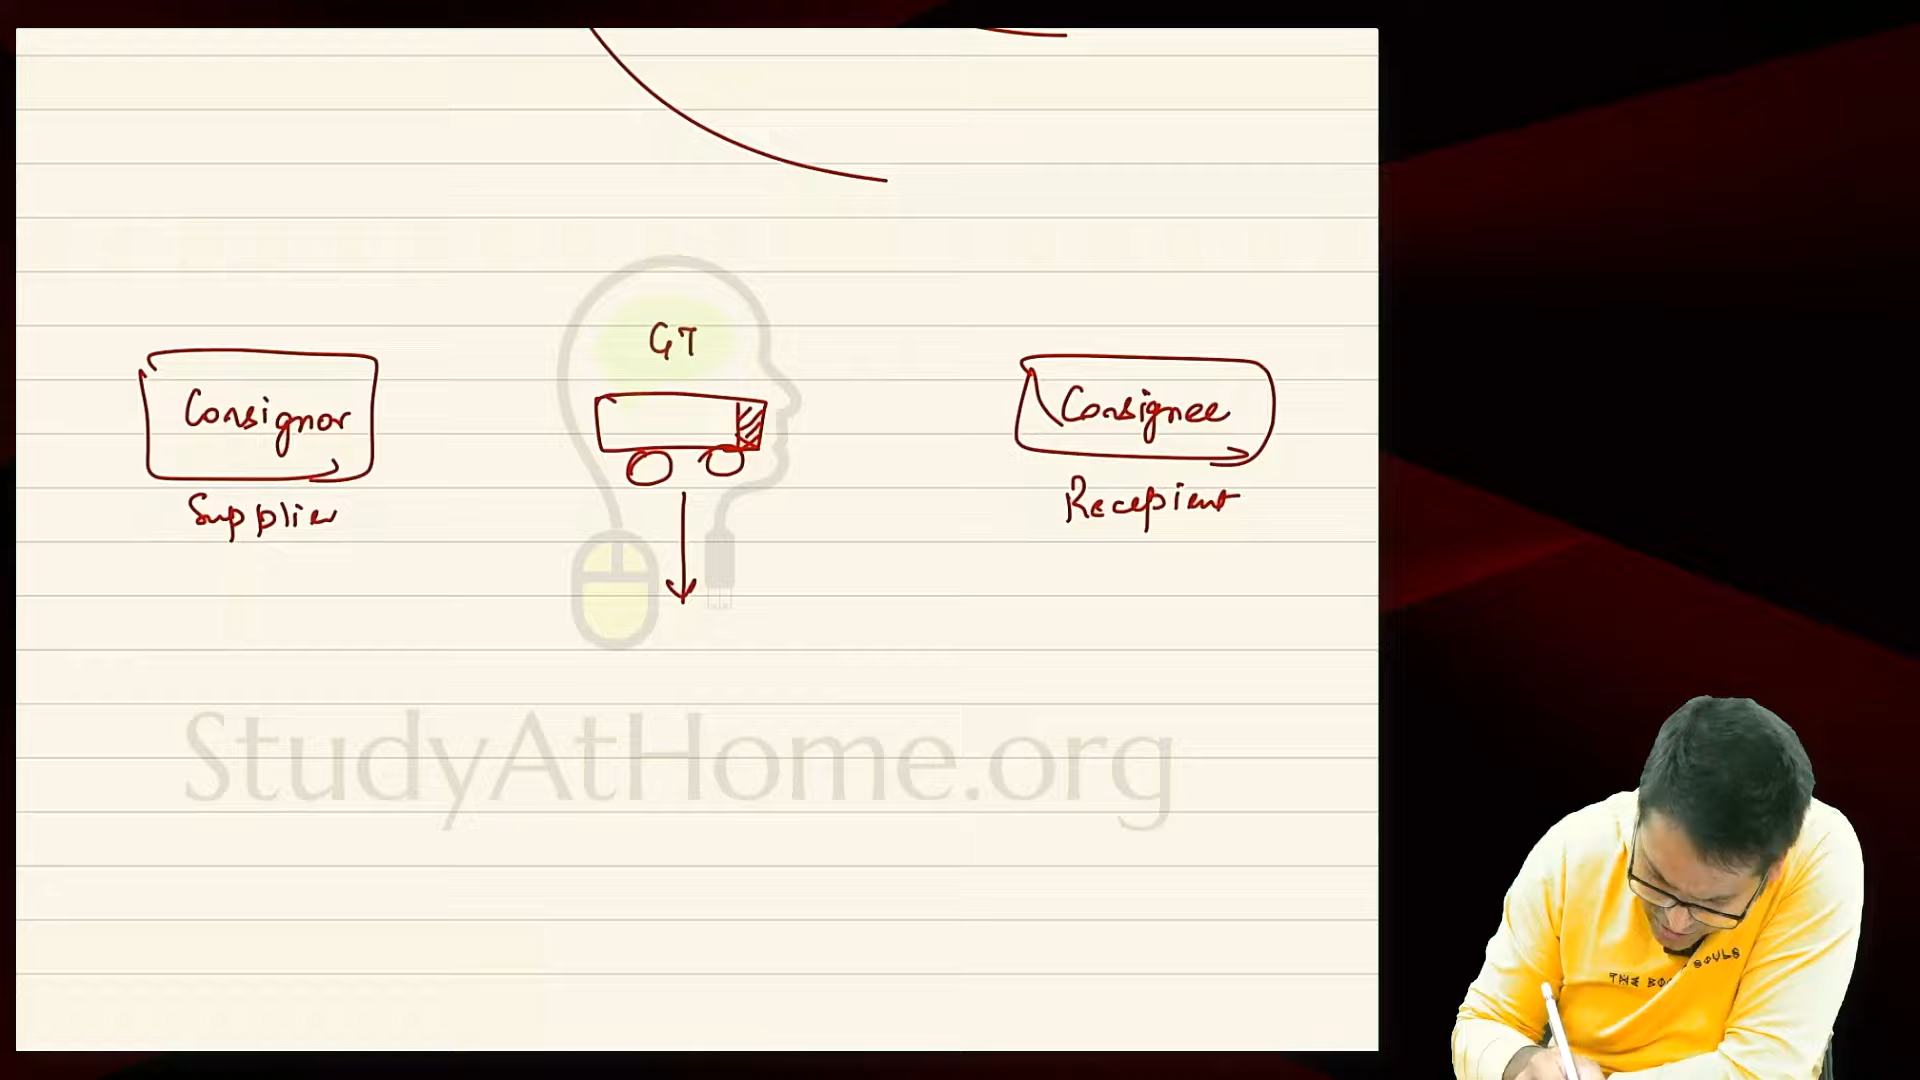 GT
Consignor
Consignee
Supplier
Recepient
StudyAtHome.org
THE
SOULS